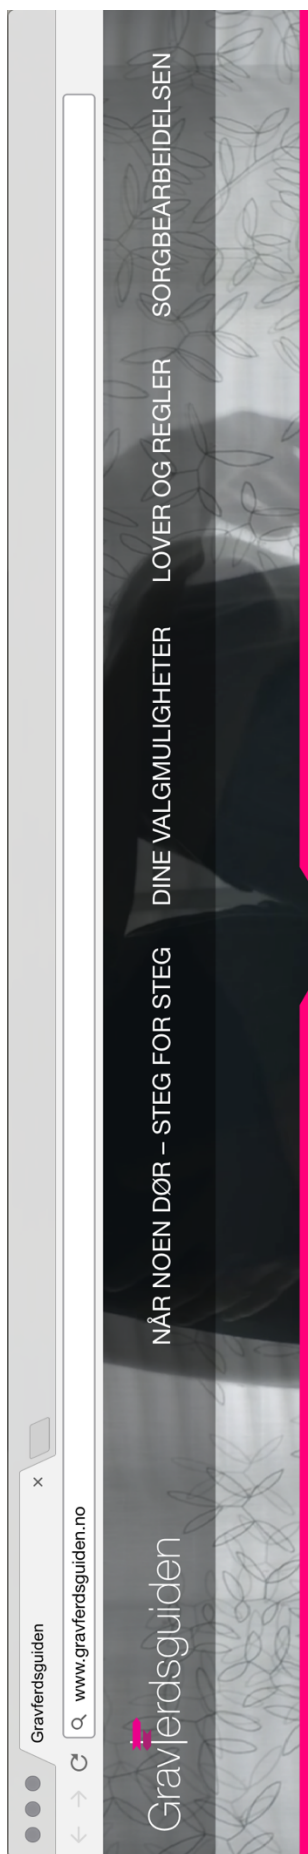 Gravferdsguiden
www.gravferdsguiden.no
Gravferdsguiden
NÅR NOEN DØR – STEG FOR STEG DINE VALGMULIGHETER LOVER OG REGLER SORGBEARBEIDELSEN